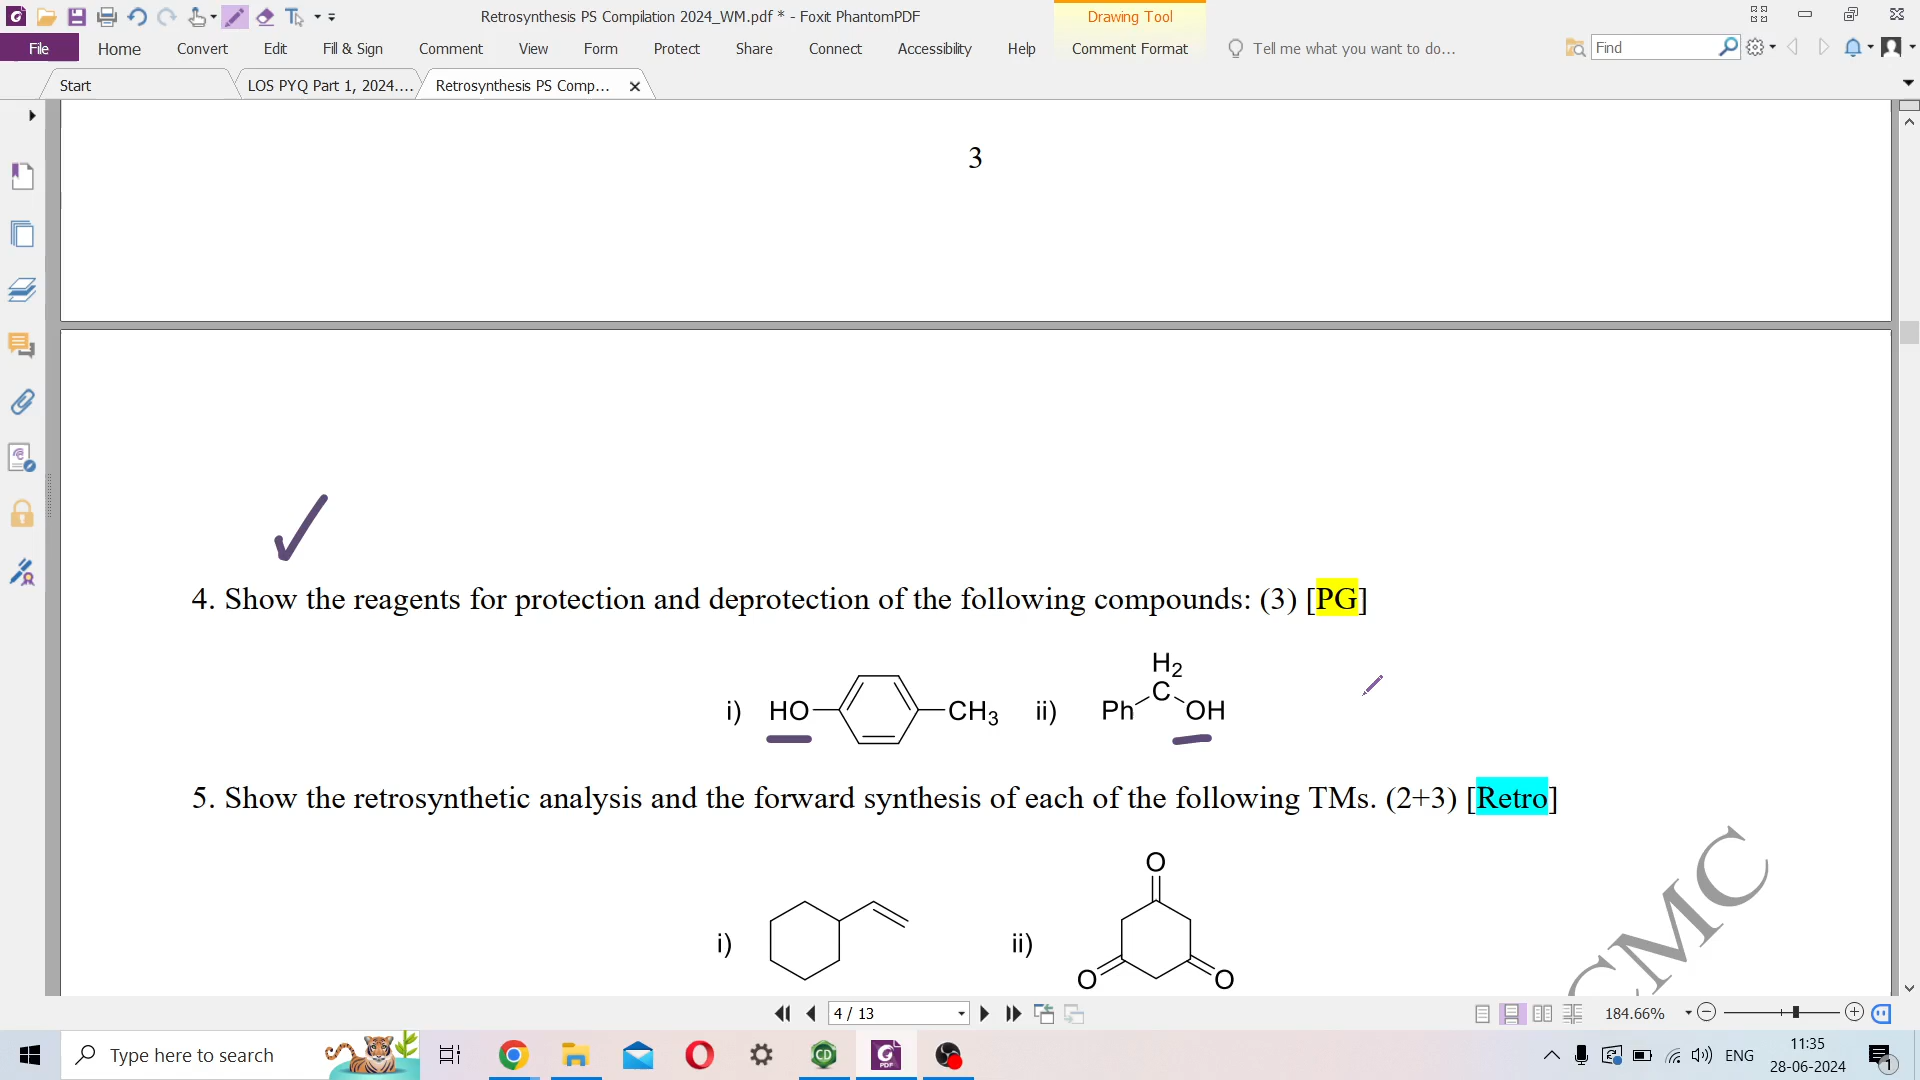 Retrosynthesis PS Compilation 2024_WM.pdf * - Foxit PhantomPDF
Drawing Tool
File Home Convert Edit Fill & Sign Comment View Form Protect Share Connect Accessibility Help Comment Format Tell me what you want to do... Find
Start LOS PYQ Part 1, 2024.... Retrosynthesis PS Comp...
3
4. Show the reagents for protection and deprotection of the following compounds: (3) [PG]
i) HO CH3 ii) Ph H2 C OH
5. Show the retrosynthetic analysis and the forward synthesis of each of the following TMs. (2+3) [Retro]
i) ii) O O O
CMC
4 / 13 184.66%
Type here to search ENG 11:35
28-06-2024 1